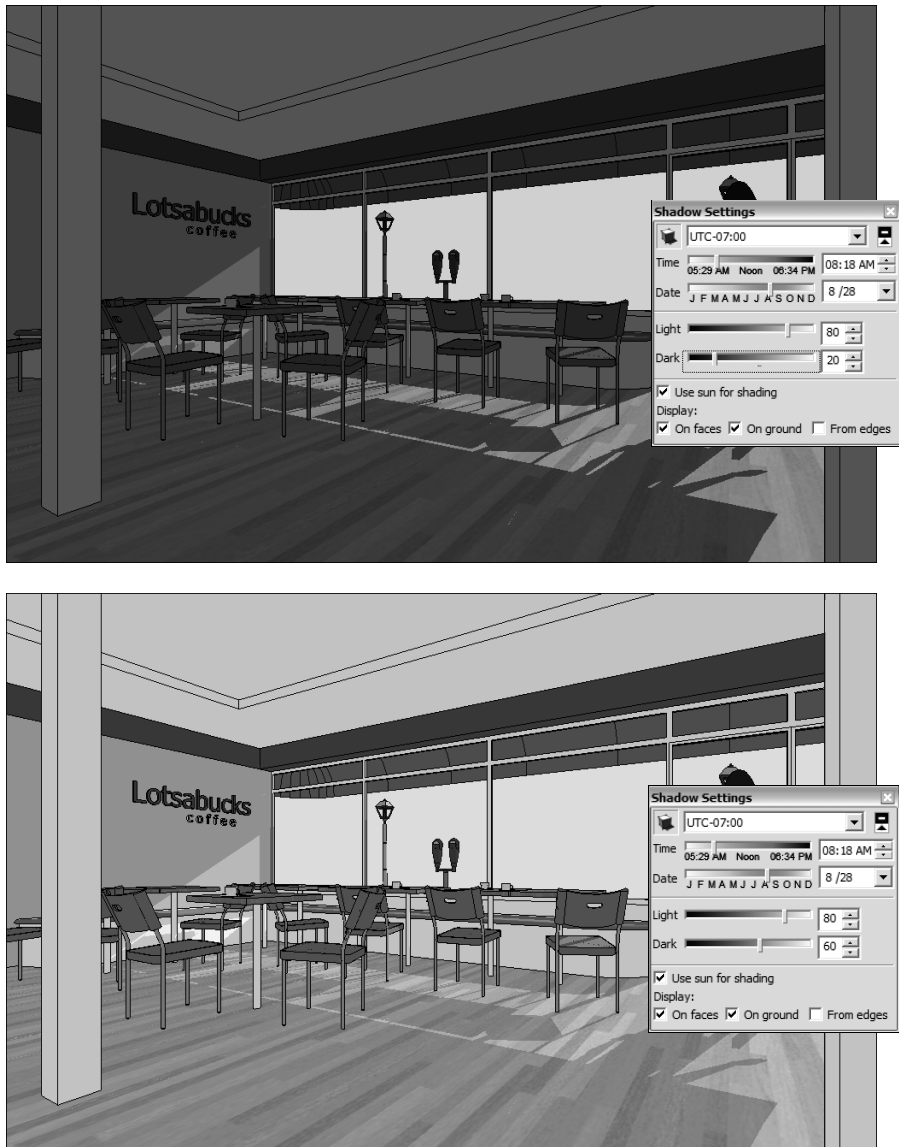 Lotsabucks
coffee
Shadow Settings
UTC-07:00
Time 05:29 AM Noon 06:34 PM 08:18 AM
Date J F M A M J J A S O N D 8 /28
Light 80
Dark 20
Use sun for shading
Display:
On faces On ground From edges
Lotsabucks
coffee
Shadow Settings
UTC-07:00
Time 05:29 AM Noon 06:34 PM 08:18 AM
Date J F M A M J J A S O N D 8 /28
Light 80
Dark 60
Use sun for shading
Display:
On faces On ground From edges